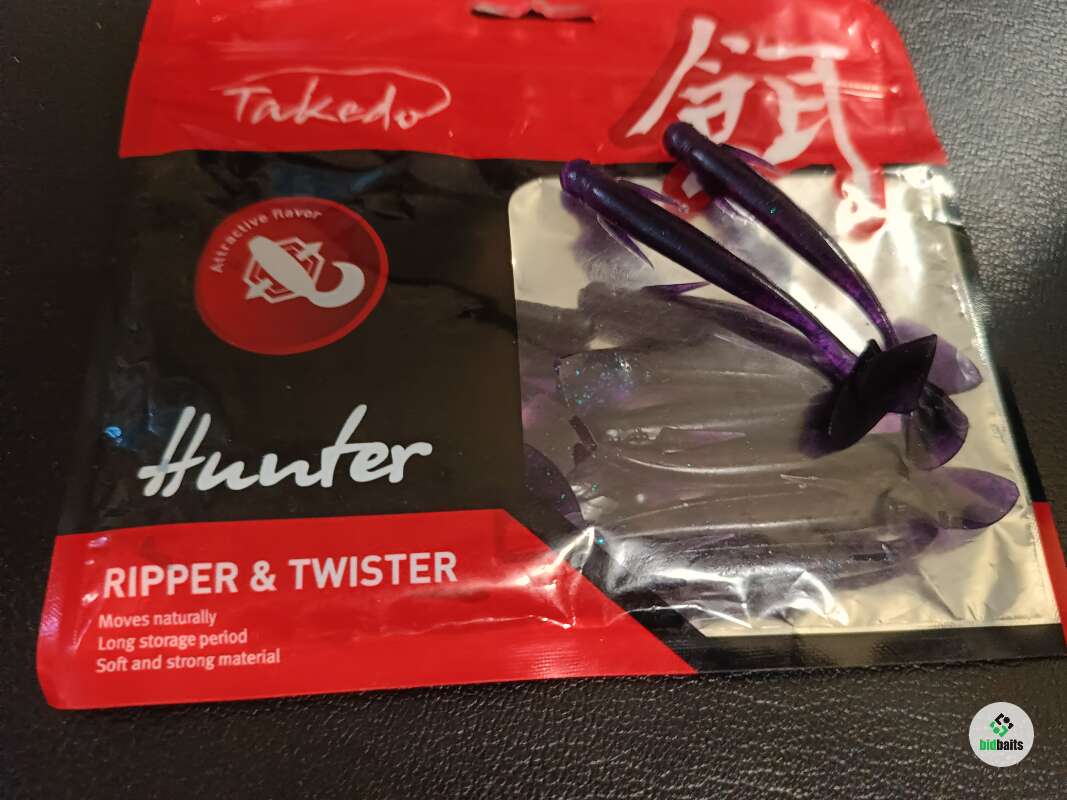 Takedo
Attractive flavor
Hunter
RIPPER & TWISTER
Moves naturally
Long storage period
Soft and strong material
bidbaits